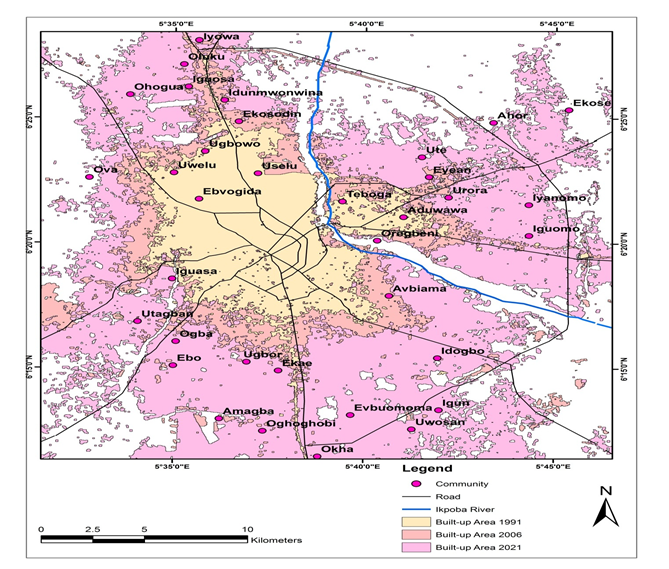 5°35'0"E
5°40'0"E
5°45'0"E
Iyowa
Oluku
Iguosa
Ohogua
Idunmwonwina
Ekosodin
Ekose
Ahor
6°25'0"N
6°25'0"N
Ugbowo
Ute
Ova
Uwelu
Uselu
Eyean
Ebvogida
Teboga
Urora
Iyanomo
Aduwawa
Orogbeni
Iguomo
6°20'0"N
6°20'0"N
Iguasa
Avbiama
Utagban
Ogba
Ebo
Ugbor
Ekae
Idogbo
6°15'0"N
6°15'0"N
Amagba
Evbuomoma
Igun
Oghoghobi
Uwosan
Okha
5°35'0"E
5°40'0"E
5°45'0"E
Legend
Community
Road
Ikpoba River
Built-up Area 1991
Built-up Area 2006
Built-up Area 2021
N
0 2.5 5 10
Kilometers